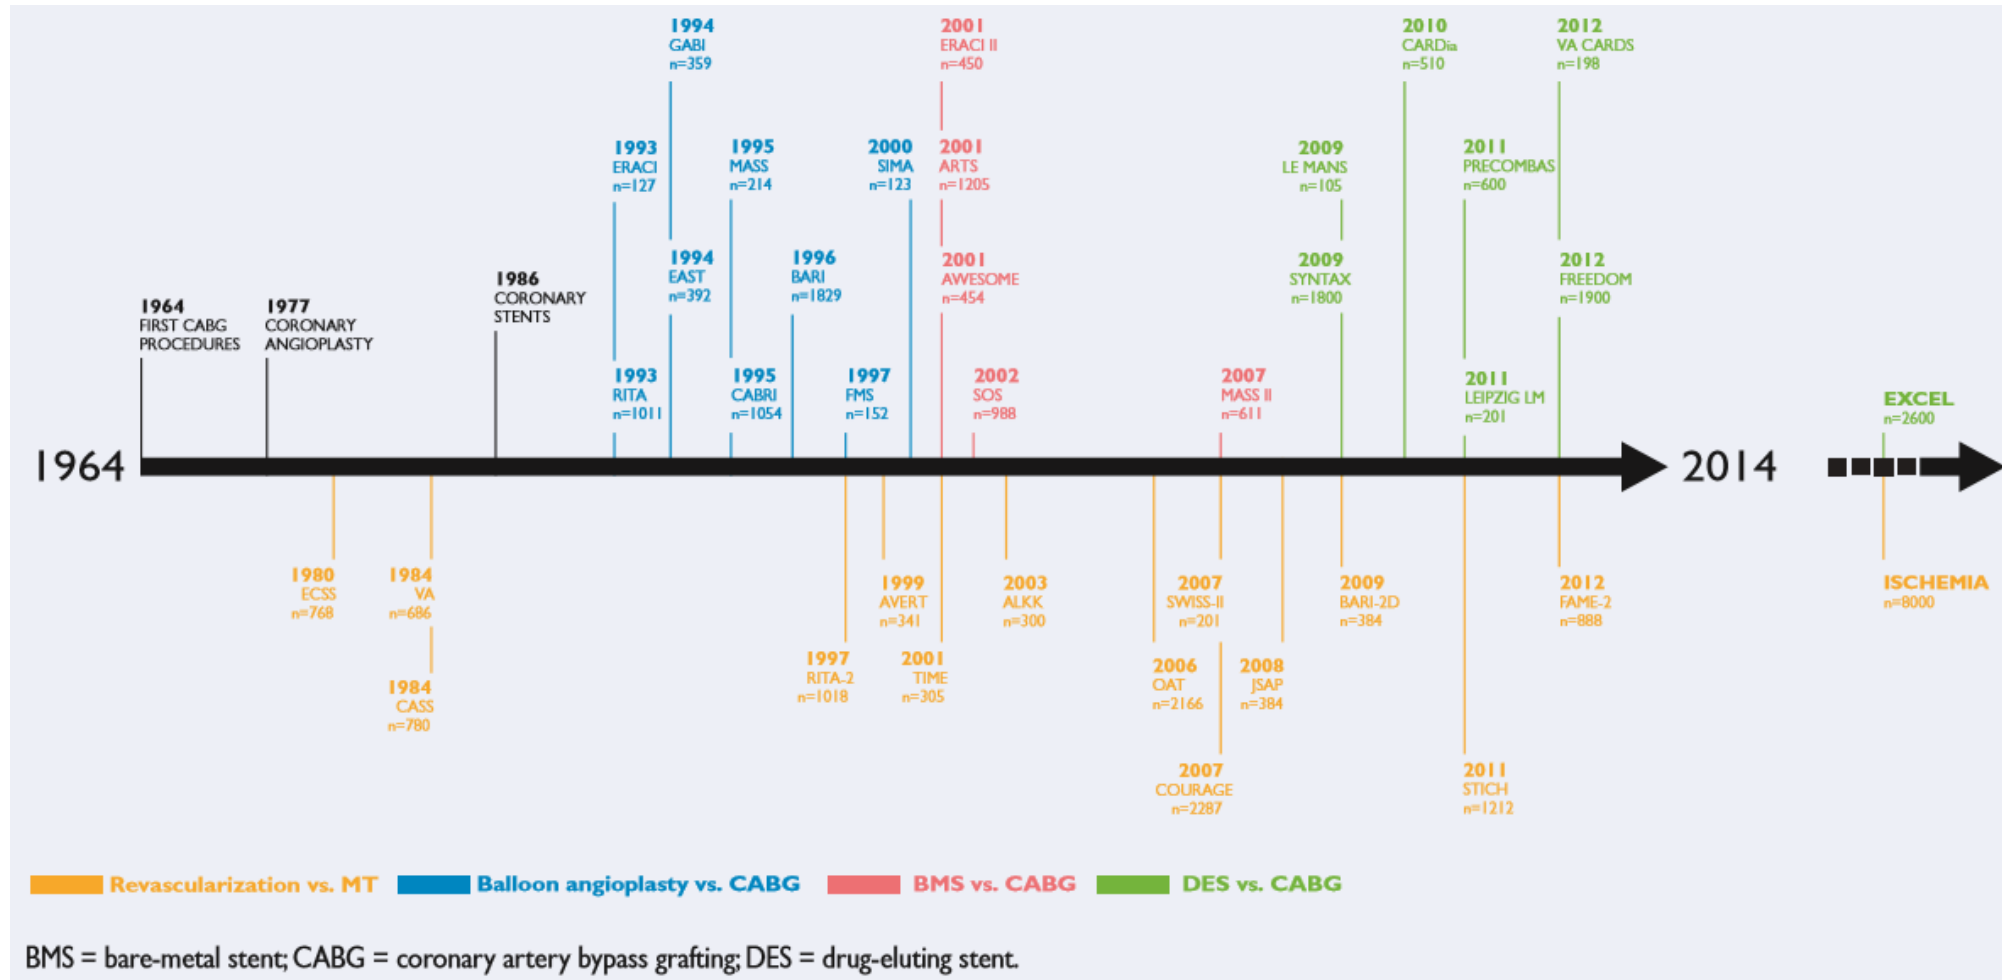 1994
GABI
n=359
2001
ERACI II
n=450
2010
CARDia
n=510
2012
VA CARDS
n=198
1993
ERACI
n=127
1995
MASS
n=214
2000
SIMA
n=123
2001
ARTS
n=1205
2009
LE MANS
n=105
2011
PRECOMBAS
n=600
1994
EAST
n=392
1996
BARI
n=1829
2001
AWESOME
n=454
2009
SYNTAX
n=1800
2012
FREEDOM
n=1900
1964
FIRST CABG
PROCEDURES
1977
CORONARY
ANGIOPLASTY
1986
CORONARY
STENTS
1993
RITA
n=1011
1995
CABRI
n=1054
1997
FMS
n=152
2002
SOS
n=988
2007
MASS II
n=611
2011
LEIPZIG LM
n=201
EXCEL
n=2600
1964
2014
1980
ECSS
n=768
1984
VA
n=686
1999
AVERT
n=341
2003
ALKK
n=300
2007
SWISS-II
n=201
2009
BARI-2D
n=384
2012
FAME-2
n=888
ISCHEMIA
n=8000
1984
CASS
n=780
1997
RITA-2
n=1018
2001
TIME
n=305
2006
OAT
n=2166
2008
JSAP
n=384
2007
COURAGE
n=2287
2011
STICH
n=1212
Revascularization vs. MT
Balloon angioplasty vs. CABG
BMS vs. CABG
DES vs. CABG
BMS = bare-metal stent; CABG = coronary artery bypass grafting; DES = drug-eluting stent.